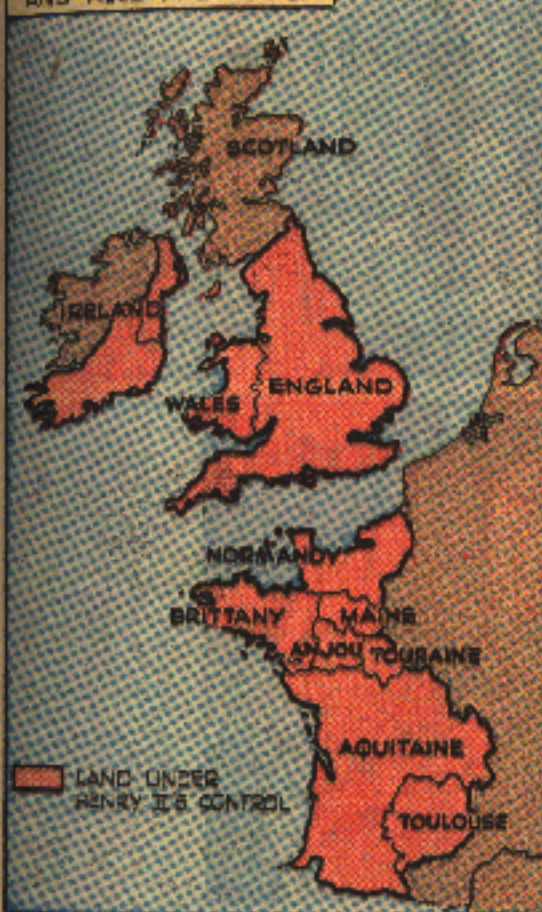 SCOTLAND
IRELAND
WALES
ENGLAND
NORMANDY
BRITTANY
MAINE
ANJOU
TOURAINE
AQUITAINE
TOULOUSE
LAND UNDER
HENRY II'S CONTROL